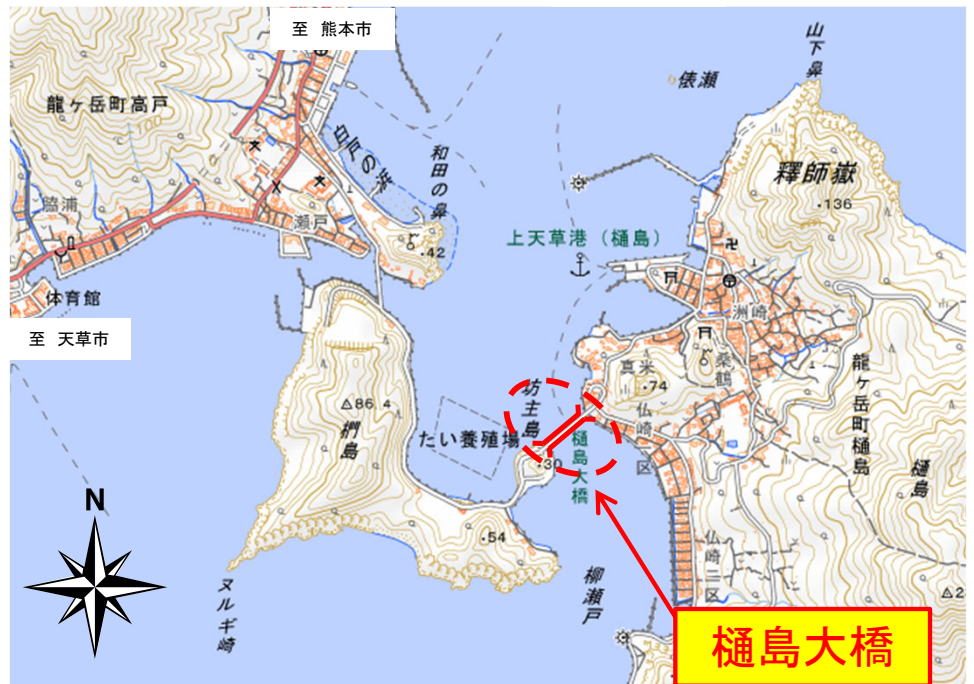 至 熊本市
山下鼻
俵瀬
龍ヶ岳町高戸
白戸の浜
和田の鼻
釋師嶽
・136
脇浦
瀬戸
上天草港（樋島）
・42
体育館
洲崎
至 天草市
桑鶴
真米
・74
龍ヶ岳町樋島
坊主島
仏崎
一区
△86.4
椚島
たい養殖場
・30
樋島大橋
樋島
N
・54
仏崎二区
△2
ヌルギ崎
柳瀬戸
樋島大橋